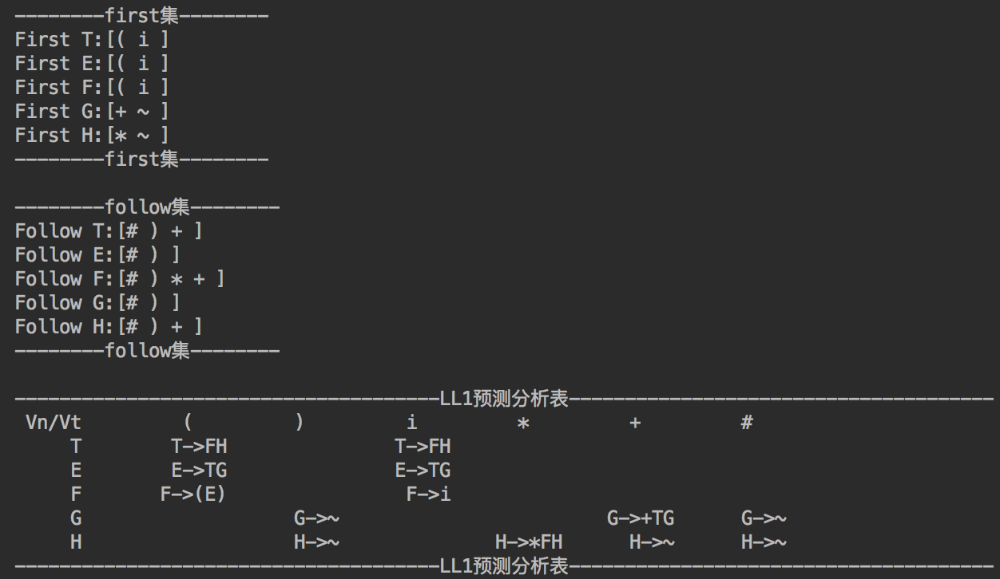 --------first集--------
First T:[( i ]
First E:[( i ]
First F:[( i ]
First G:[+ ~ ]
First H:[* ~ ]
--------first集--------
--------follow集--------
Follow T:[# ) + ]
Follow E:[# ) ]
Follow F:[# ) * + ]
Follow G:[# ) ]
Follow H:[# ) + ]
--------follow集--------
--------------------------------------LL1预测分析表--------------------------------------
Vn/Vt ( ) i * + #
T T->FH T->FH
E E->TG E->TG
F F->(E) F->i
G G->~ G->+TG G->~
H H->~ H->*FH H->~ H->~
--------------------------------------LL1预测分析表--------------------------------------